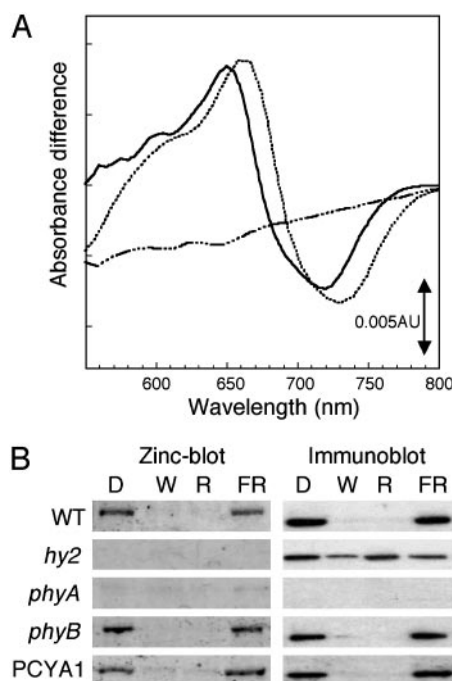 A
Absorbance difference
0.005AU
600 650 700 750 800
Wavelength (nm)
B
Zinc-blot Immunoblot
D W R FR D W R FR
WT
hy2
phyA
phyB
PCYA1